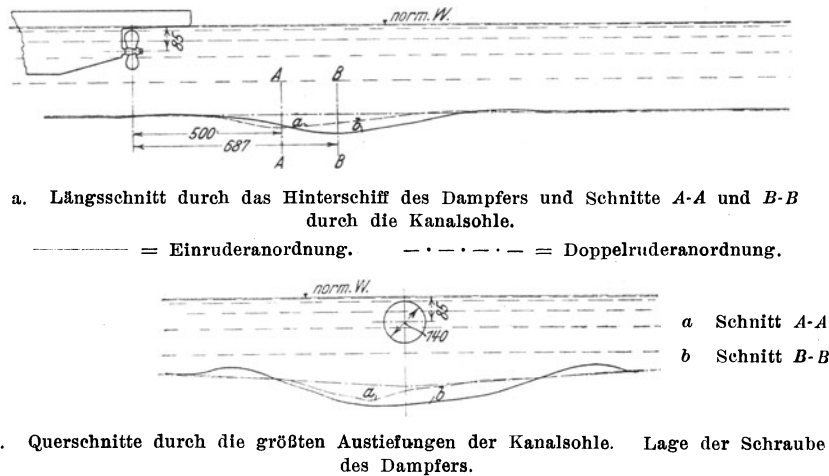 norm. W.
85
A B
a b
500
687
A B
a. Längsschnitt durch das Hinterschiff des Dampfers und Schnitte A-A und B-B
durch die Kanalsohle.
= Einruderanordnung. = Doppelruderanordnung.
norm. W.
85
140
a Schnitt A-A
b Schnitt B-B
a b
. Querschnitte durch die größten Austiefungen der Kanalsohle. Lage der Schraube
des Dampfers.